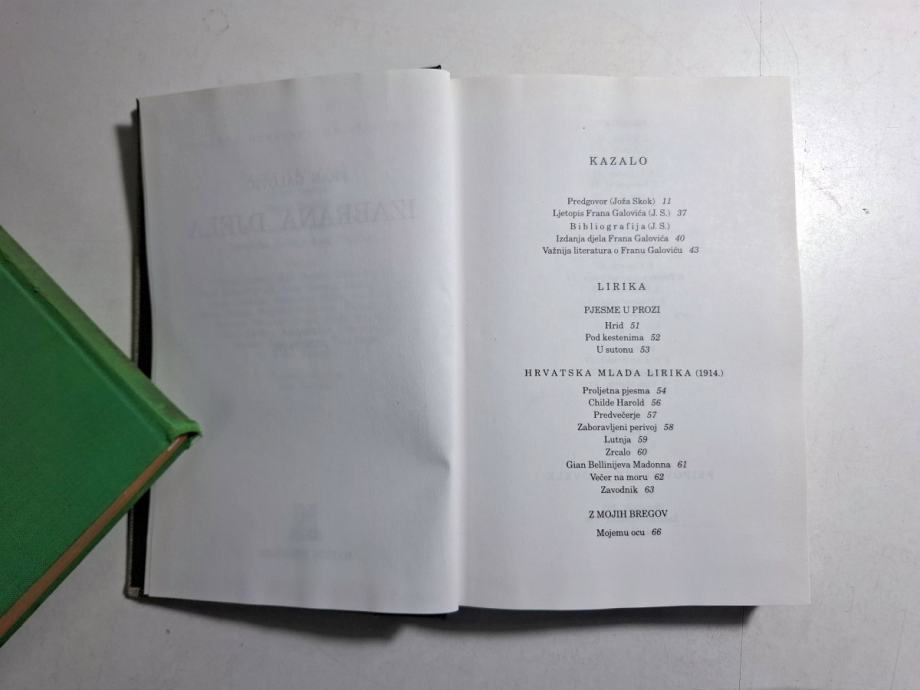 KAZALO
Predgovor (Joža Skok) 11
Ljetopis Frana Galovića (J. S.) 37
Bibliografija (J. S.)
Izdanja djela Frana Galovića 40
Važnija literatura o Franu Galoviću 43
LIRIKA
PJESME U PROZI
Hrid 51
Pod kestenima 52
U sutonu 53
HRVATSKA MLADA LIRIKA (1914.)
Proljetna pjesma 54
Childe Harold 56
Predvečerje 57
Zaboravljeni perivoj 58
Lutnja 59
Zrcalo 60
Gian Bellinijeva Madonna 61
Večer na moru 62
Zavodnik 63
Z MOJIH BREGOV
Mojemu ocu 66